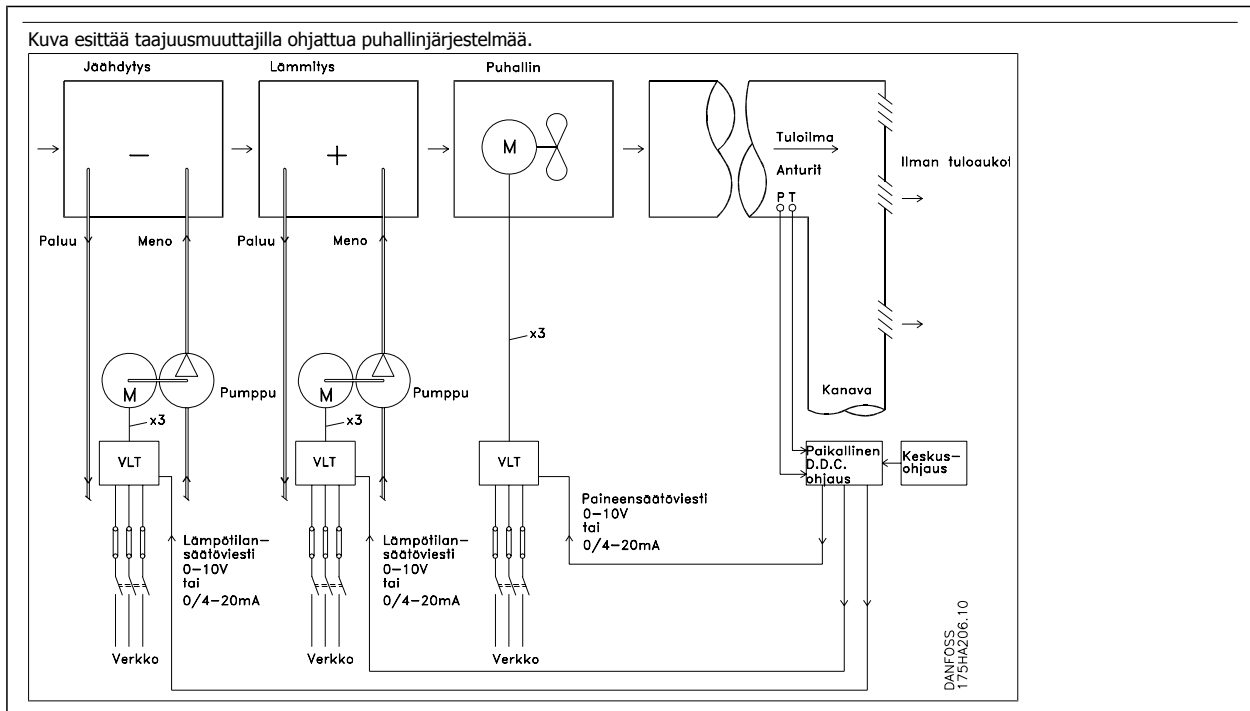 Kuva esittää taajuusmuuttajilla ohjattua puhallinjärjestelmää.
Jäähdytys
Lämmitys
Puhallin
M
Tuloilma
Anturit
P T
Ilman tuloaukot
Paluu
Meno
Paluu
Meno
x3
M
Pumppu
M
Pumppu
Kanava
x3
x3
VLT
VLT
VLT
Paikallinen
D.D.C.
ohjaus
Keskus-
ohjaus
Lämpötilan-
säätöviesti
0-10V
tai
0/4-20mA
Lämpötilan-
säätöviesti
0-10V
tai
0/4-20mA
Paineensäätöviesti
0-10V
tai
0/4-20mA
Verkko
Verkko
Verkko
DANFOSS
175HA206.10